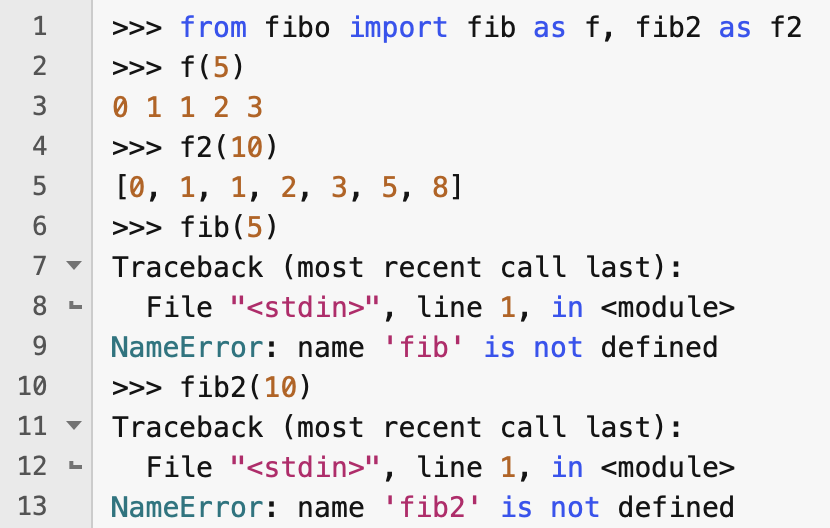 1 >>> from fibo import fib as f, fib2 as f2
2 >>> f(5)
3 0 1 1 2 3
4 >>> f2(10)
5 [0, 1, 1, 2, 3, 5, 8]
6 >>> fib(5)
7 Traceback (most recent call last):
8   File "<stdin>", line 1, in <module>
9 NameError: name 'fib' is not defined
10 >>> fib2(10)
11 Traceback (most recent call last):
12   File "<stdin>", line 1, in <module>
13 NameError: name 'fib2' is not defined